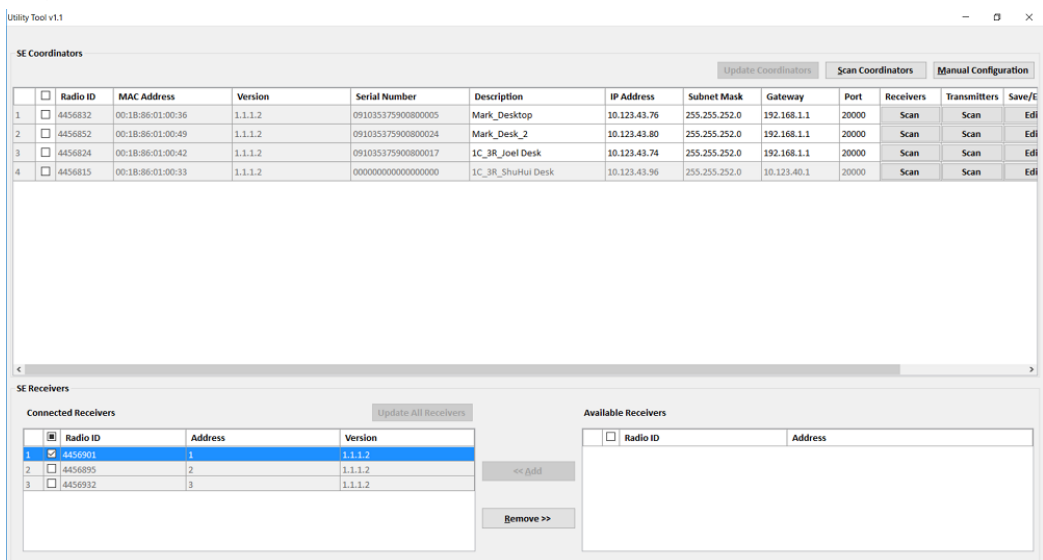 Utility Tool v1.1
SE Coordinators
Update Coordinators Scan Coordinators Manual Configuration
Radio ID MAC Address Version Serial Number Description IP Address Subnet Mask Gateway Port Receivers Transmitters Save/E
1 4456832 00:1B:86:01:00:36 1.1.1.2 091035375900800005 Mark_Desktop 10.123.43.76 255.255.252.0 192.168.1.1 20000 Scan Scan Edi
2 4456852 00:1B:86:01:00:49 1.1.1.2 091035375900800024 Mark_Desk_2 10.123.43.80 255.255.252.0 192.168.1.1 20000 Scan Scan Edi
3 4456824 00:1B:86:01:00:42 1.1.1.2 091035375900800017 1C_3R_Joel Desk 10.123.43.74 255.255.252.0 192.168.1.1 20000 Scan Scan Edi
4 4456815 00:1B:86:01:00:33 1.1.1.2 000000000000000000 1C_3R_ShuHui Desk 10.123.43.96 255.255.252.0 10.123.40.1 20000 Scan Scan Edi
SE Receivers
Connected Receivers Update All Receivers Available Receivers
Radio ID Address Version Radio ID Address
1 4456901 1 1.1.1.2
2 4456895 2 1.1.1.2
<< Add
3 4456932 3 1.1.1.2
Remove >>